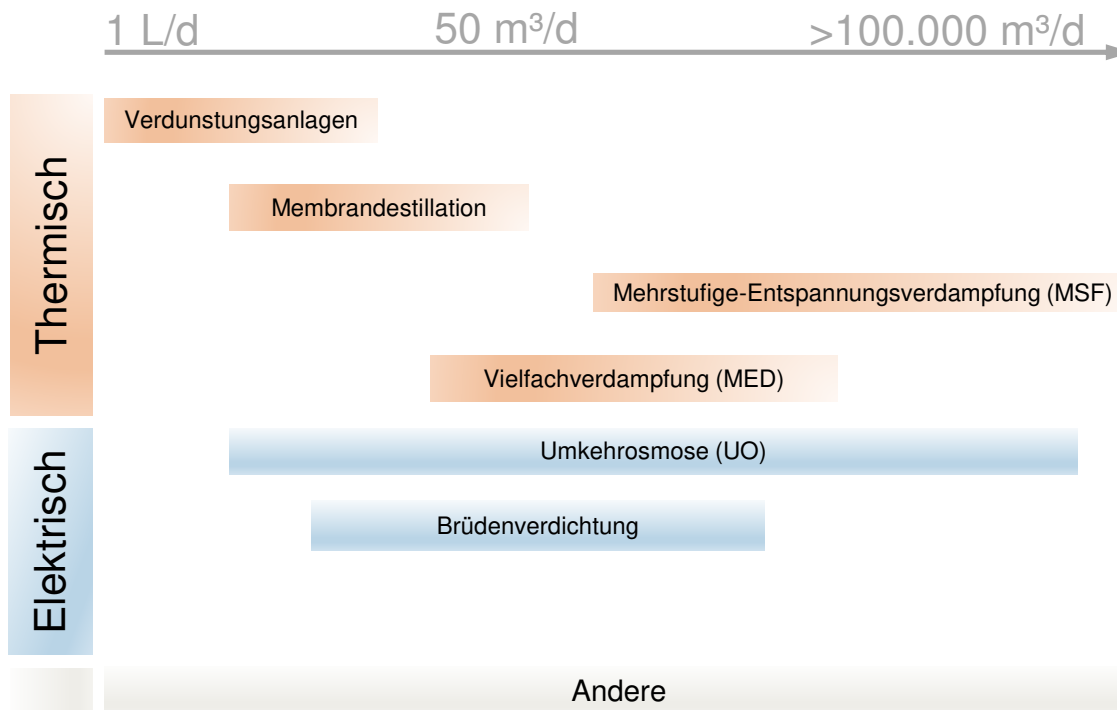 1 L/d 50 m³/d >100.000 m³/d
Thermisch
Verdunstungsanlagen
Membrandestillation
Mehrstufige-Entspannungsverdampfung (MSF)
Vielfachverdampfung (MED)
Elektrisch
Umkehrosmose (UO)
Brüdenverdichtung
Andere